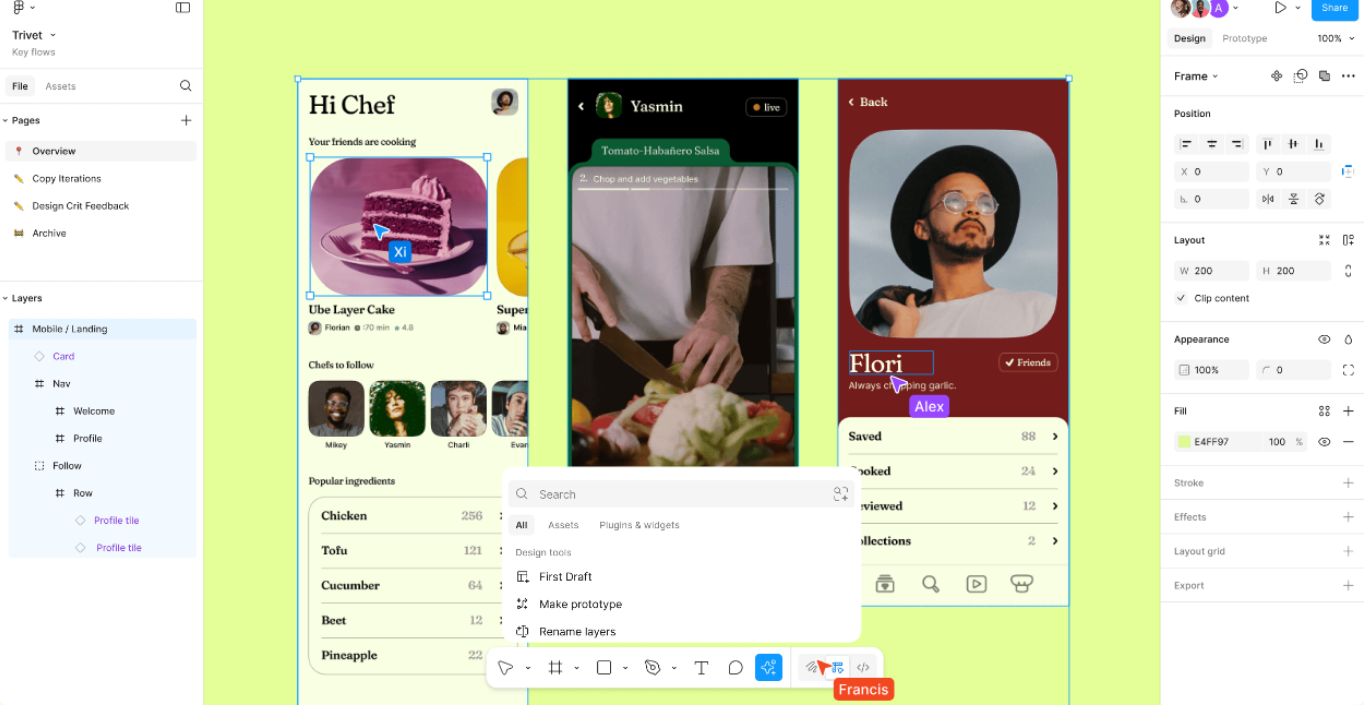 Trivet
Key flows
File
Assets
Pages
Overview
Copy Iterations
Design Crit Feedback
Archive
Layers
Mobile / Landing
Card
Nav
Welcome
Profile
Follow
Row
Profile tile
Profile tile
Hi Chef
Your friends are cooking
Xi
Ube Layer Cake
Super
Florian
70 min
4.8
Mia
Chefs to follow
Mikey
Yasmin
Charli
Evan
Popular ingredients
Chicken 256
Tofu 121
Cucumber 64
Beet 12
Pineapple 22
Yasmin
live
Tomato-Habañero Salsa
2. Chop and add vegetables
Back
Flori
Friends
Always chopping garlic.
Alex
Saved 88
ooked 24
eviewed 12
ollections 2
Search
All
Assets
Plugins & widgets
Design tools
First Draft
Make prototype
Rename layers
Francis
A
Share
Design
Prototype
100%
Frame
Position
X 0
Y 0
0
Layout
W 200
H 200
Clip content
Appearance
100%
0
Fill
E4FF97 100 %
Stroke
Effects
Layout grid
Export